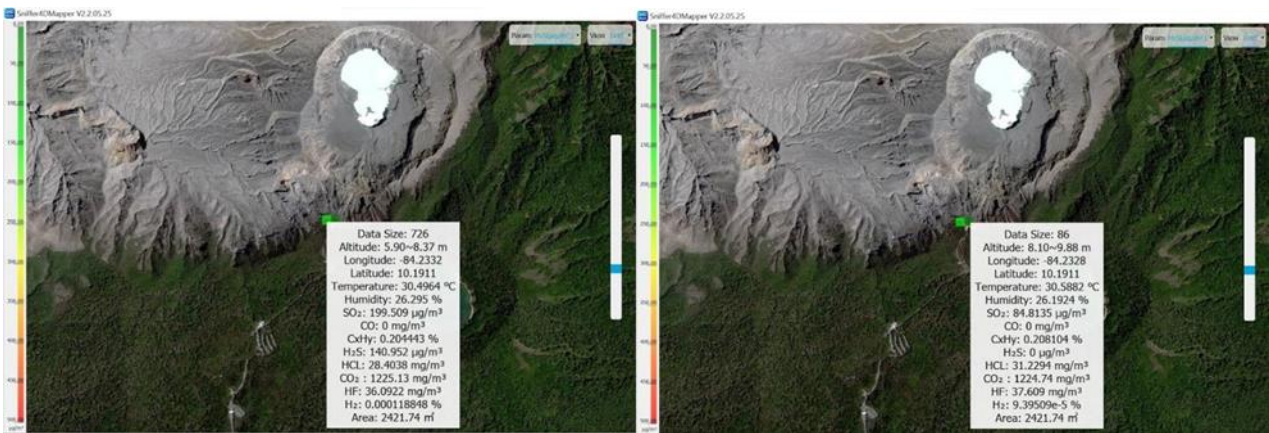 Sniffer4DMapper V2.2.05.25
Param:
View:
Data Size: 726
Altitude: 5.90~8.37 m
Longitude: -84.2332
Latitude: 10.1911
Temperature: 30.4964 ℃
Humidity: 26.295 %
SO₂: 199.509 µg/m³
CO: 0 mg/m³
CxHy: 0.204443 %
H₂S: 140.952 µg/m³
HCL: 28.4038 mg/m³
CO₂ : 1225.13 mg/m³
HF: 36.0922 mg/m³
H₂: 0.000118848 %
Area: 2421.74 ㎡
Sniffer4DMapper V2.2.05.25
Param:
View:
Data Size: 86
Altitude: 8.10~9.88 m
Longitude: -84.2328
Latitude: 10.1911
Temperature: 30.5882 ℃
Humidity: 26.1924 %
SO₂: 84.8135 µg/m³
CO: 0 mg/m³
CxHy: 0.208104 %
H₂S: 0 µg/m³
HCL: 31.2294 mg/m³
CO₂ : 1224.74 mg/m³
HF: 37.609 mg/m³
H₂: 9.39509e-5 %
Area: 2421.74 ㎡